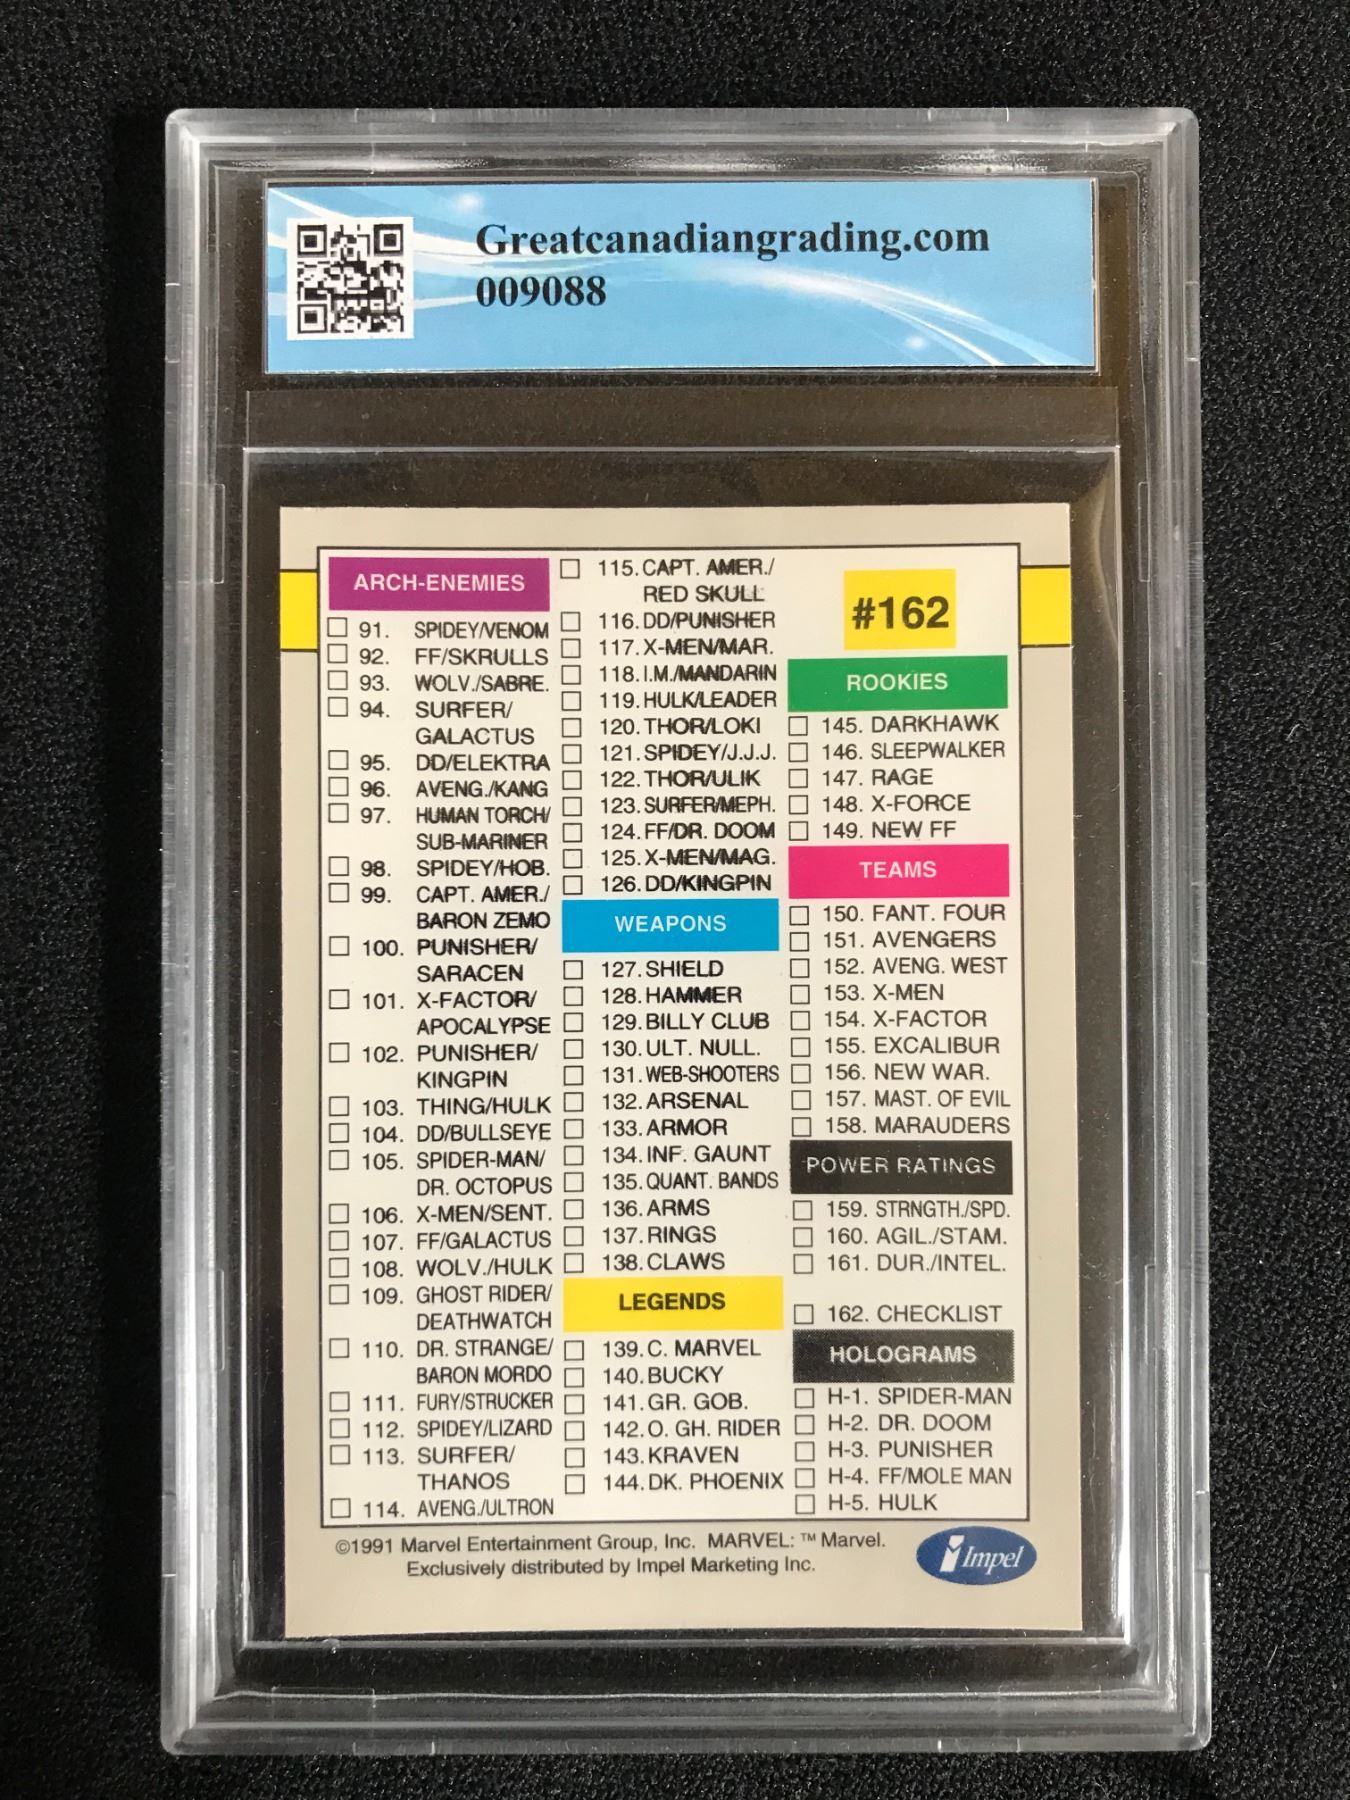 Greatcanadiangrading.com
009088
ARCH-ENEMIES
91. SPIDEY/VENOM
92. FF/SKRULLS
93. WOLV./SABRE.
94. SURFER/
GALACTUS
95. DD/ELEKTRA
96. AVENG./KANG
97. HUMAN TORCH/
SUB-MARINER
98. SPIDEY/HOB.
99. CAPT. AMER./
BARON ZEMO
100. PUNISHER/
SARACEN
101. X-FACTOR/
APOCALYPSE
102. PUNISHER/
KINGPIN
103. THING/HULK
104. DD/BULLSEYE
105. SPIDER-MAN/
DR. OCTOPUS
106. X-MEN/SENT.
107. FF/GALACTUS
108. WOLV./HULK
109. GHOST RIDER/
DEATHWATCH
110. DR. STRANGE/
BARON MORDO
111. FURY/STRUCKER
112. SPIDEY/LIZARD
113. SURFER/
THANOS
114. AVENG./ULTRON
115. CAPT. AMER./
RED SKULL
116. DD/PUNISHER
117. X-MEN/MAR.
118. I.M./MANDARIN
119. HULK/LEADER
120. THOR/LOKI
121. SPIDEY/J.J.J.
122. THOR/ULIK
123. SURFER/MEPH.
124. FF/DR. DOOM
125. X-MEN/MAG.
126. DD/KINGPIN
WEAPONS
127. SHIELD
128. HAMMER
129. BILLY CLUB
130. ULT. NULL.
131. WEB-SHOOTERS
132. ARSENAL
133. ARMOR
134. INF. GAUNT
135. QUANT. BANDS
136. ARMS
137. RINGS
138. CLAWS
LEGENDS
139. C. MARVEL
140. BUCKY
141. GR. GOB.
142. O. GH. RIDER
143. KRAVEN
144. DK. PHOENIX
#162
ROOKIES
145. DARKHAWK
146. SLEEPWALKER
147. RAGE
148. X-FORCE
149. NEW FF
TEAMS
150. FANT. FOUR
151. AVENGERS
152. AVENG. WEST
153. X-MEN
154. X-FACTOR
155. EXCALIBUR
156. NEW WAR.
157. MAST. OF EVIL
158. MARAUDERS
POWER RATINGS
159. STRNGTH./SPD.
160. AGIL./STAM.
161. DUR./INTEL.
162. CHECKLIST
HOLOGRAMS
H-1. SPIDER-MAN
H-2. DR. DOOM
H-3. PUNISHER
H-4. FF/MOLE MAN
H-5. HULK
©1991 Marvel Entertainment Group, Inc. MARVEL: ™ Marvel.
Exclusively distributed by Impel Marketing Inc.
Impel